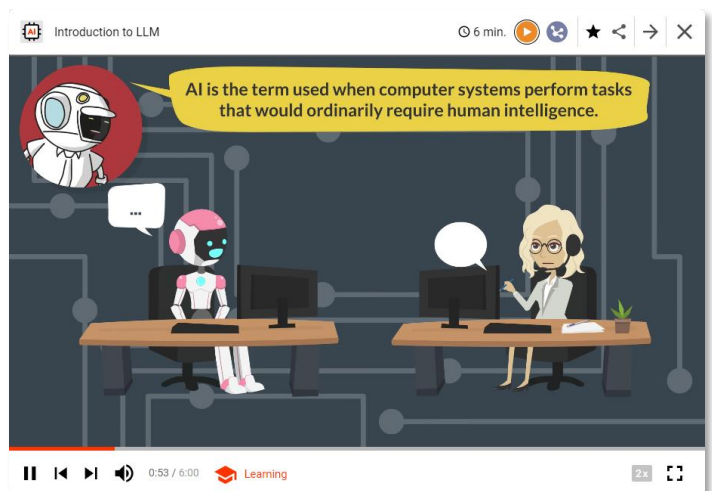 AI
Introduction to LLM
6 min.
AI is the term used when computer systems perform tasks
that would ordinarily require human intelligence.
...
0:53 / 6:00
Learning
2x